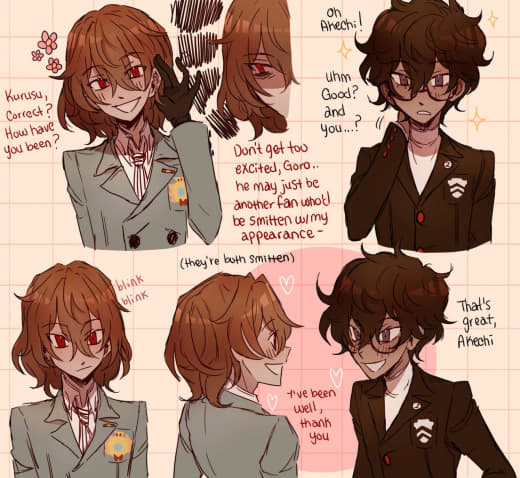 Kurusu,
correct?
How have
you been?
Don't get too
excited, Goro..
he may just be
another fan who'd
be smitten w/my
appearance-
oh
Akechi!
uhm
Good?
and
you...?
blink
blink
(they're both smitten)
I've been
well,
thank
you
That's
great,
Akechi